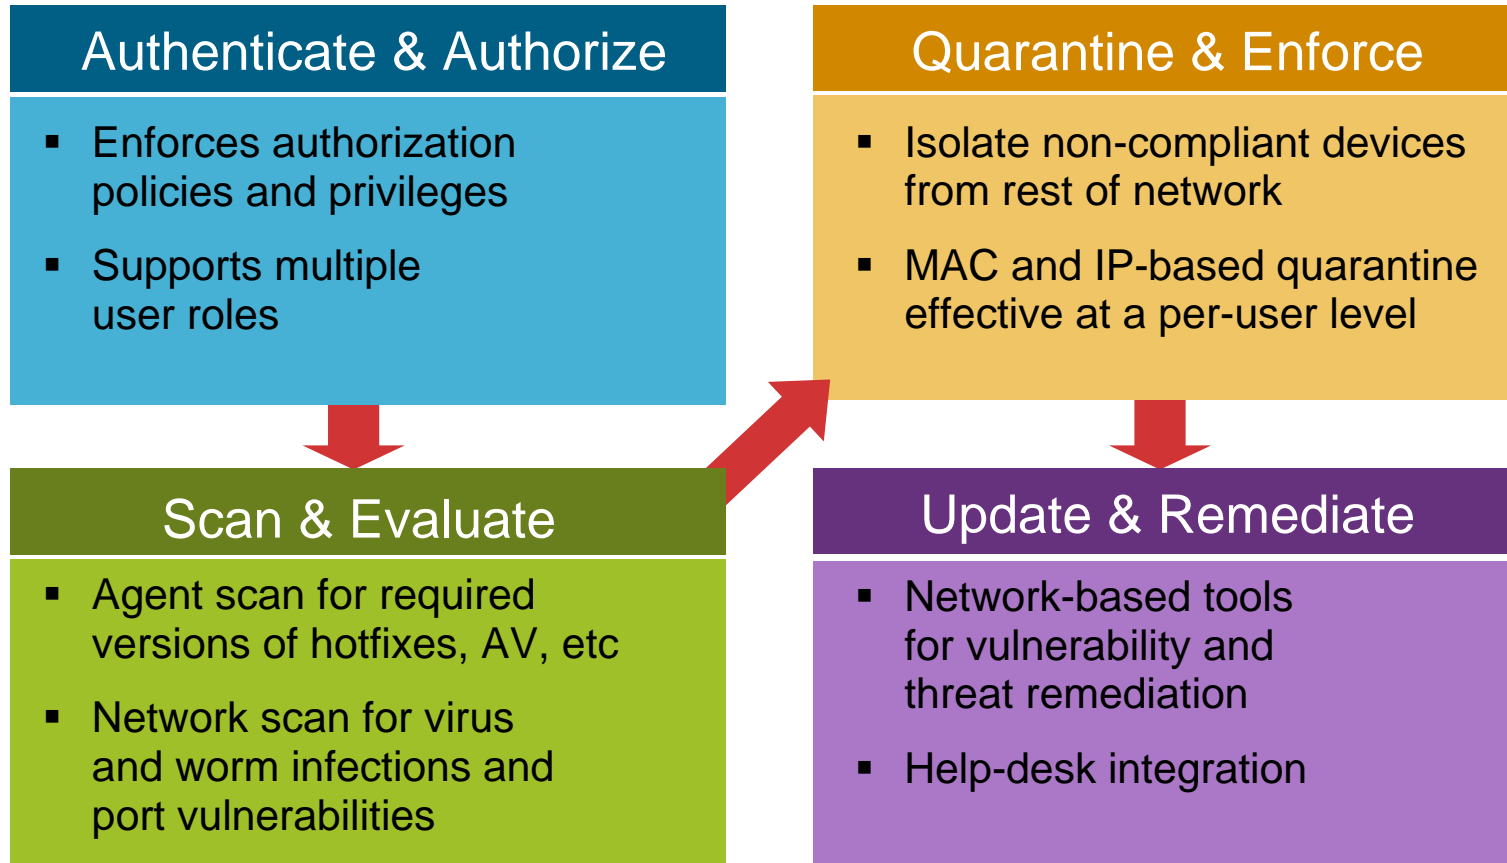 Authenticate & Authorize
▪ Enforces authorization
policies and privileges
▪ Supports multiple
user roles
Scan & Evaluate
▪ Agent scan for required
versions of hotfixes, AV, etc
▪ Network scan for virus
and worm infections and
port vulnerabilities
Quarantine & Enforce
▪ Isolate non-compliant devices
from rest of network
▪ MAC and IP-based quarantine
effective at a per-user level
Update & Remediate
▪ Network-based tools
for vulnerability and
threat remediation
▪ Help-desk integration